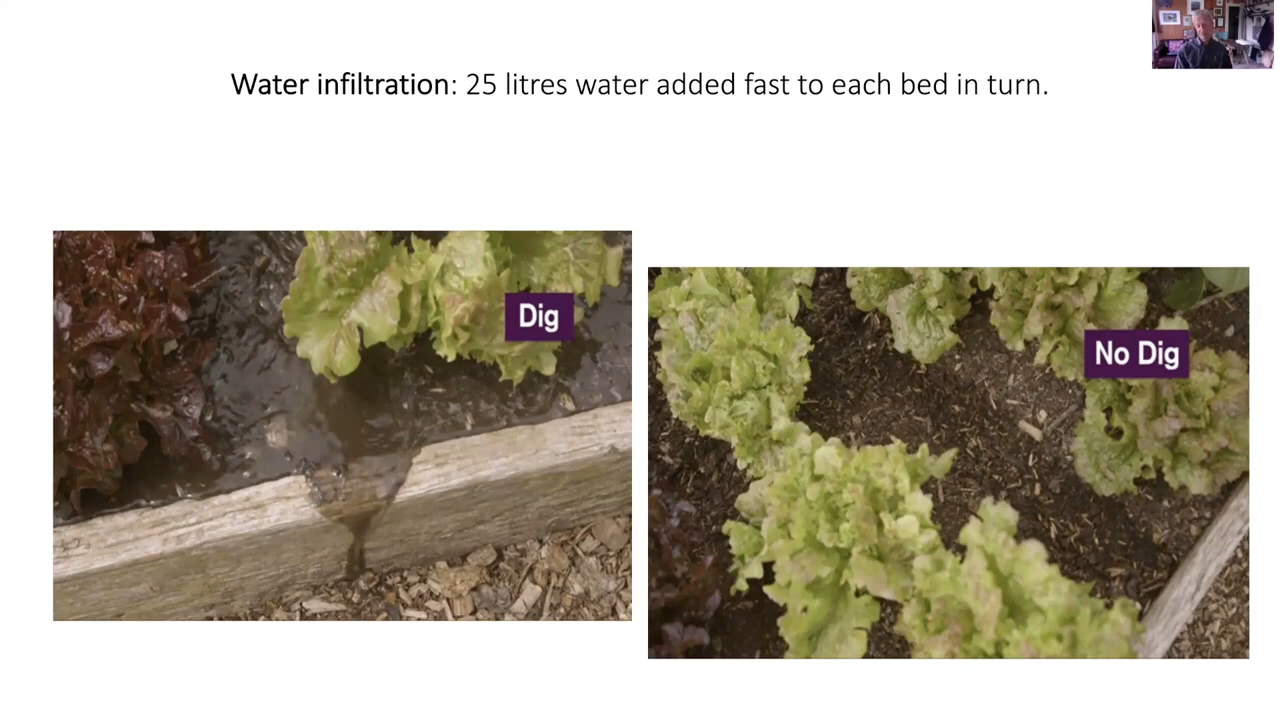 Water infiltration: 25 litres water added fast to each bed in turn.
Dig
No Dig